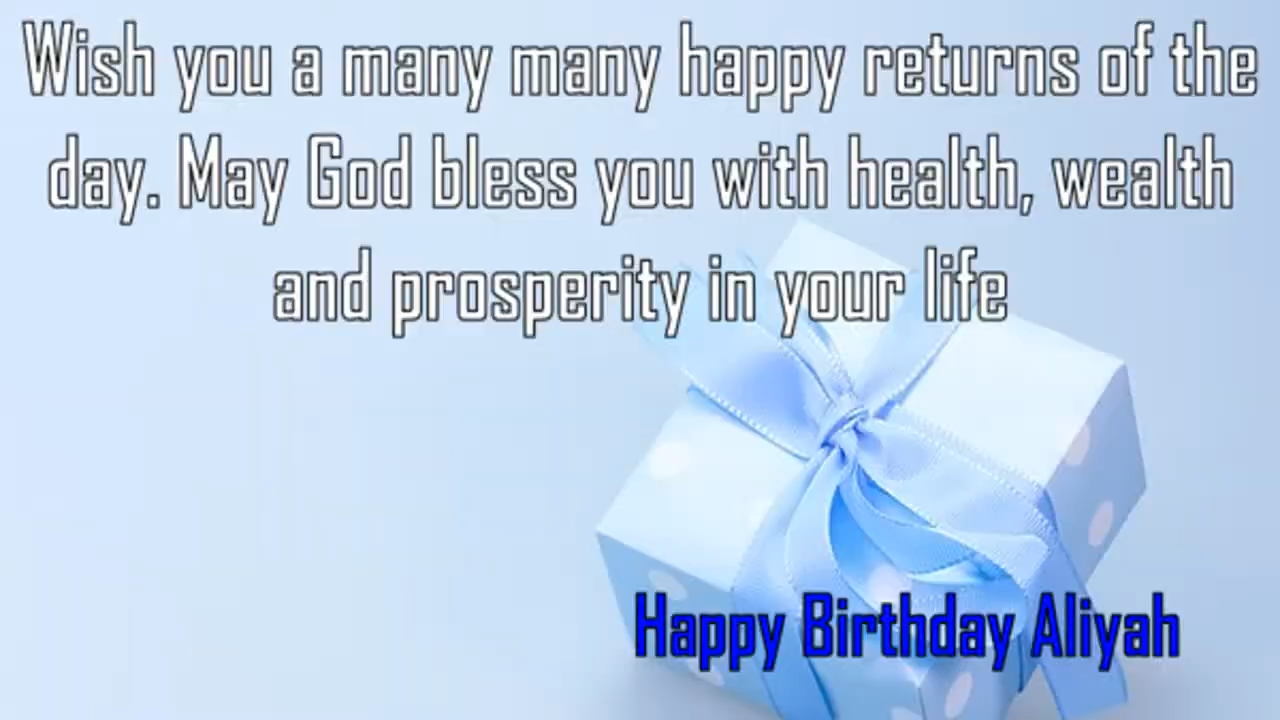 Wish you a many many happy returns of the
day. May God bless you with health, wealth
and prosperity in your life
Happy Birthday Aliyah